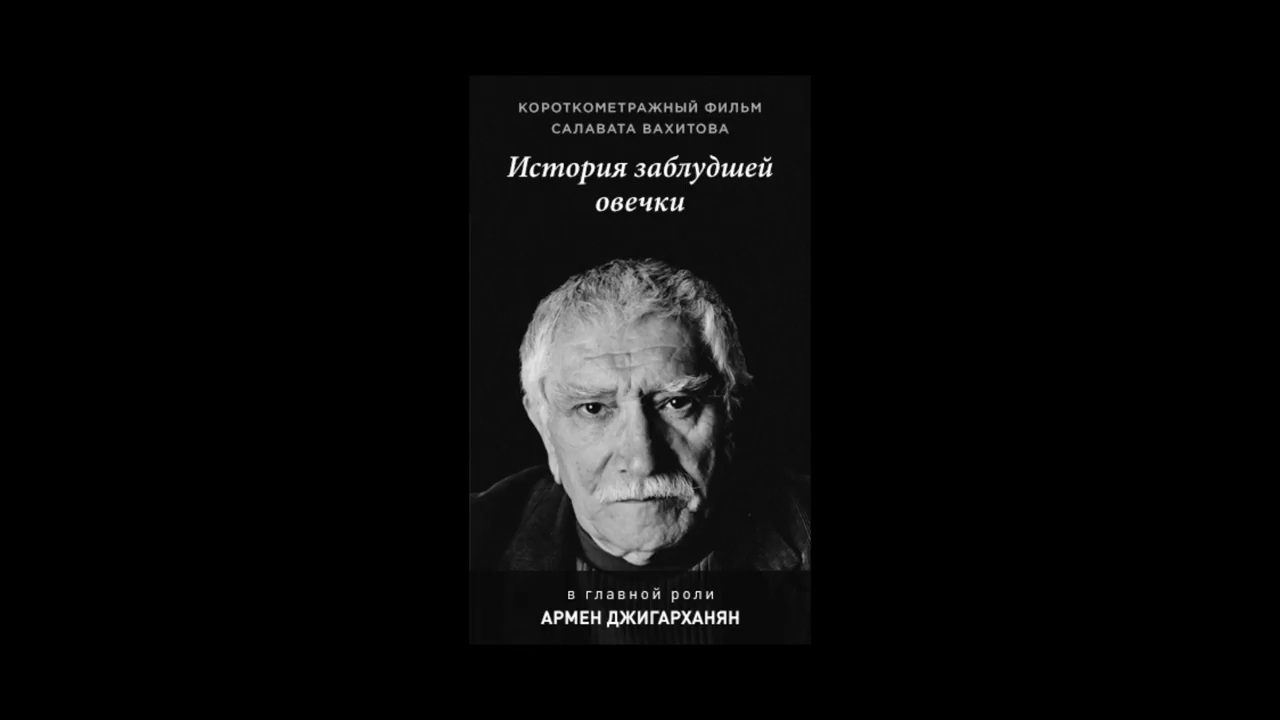 КОРОТКОМЕТРАЖНЫЙ ФИЛЬМ
САЛАВАТА ВАХИТОВА
История заблудшей
овечки
в главной роли
АРМЕН ДЖИГАРХАНЯН